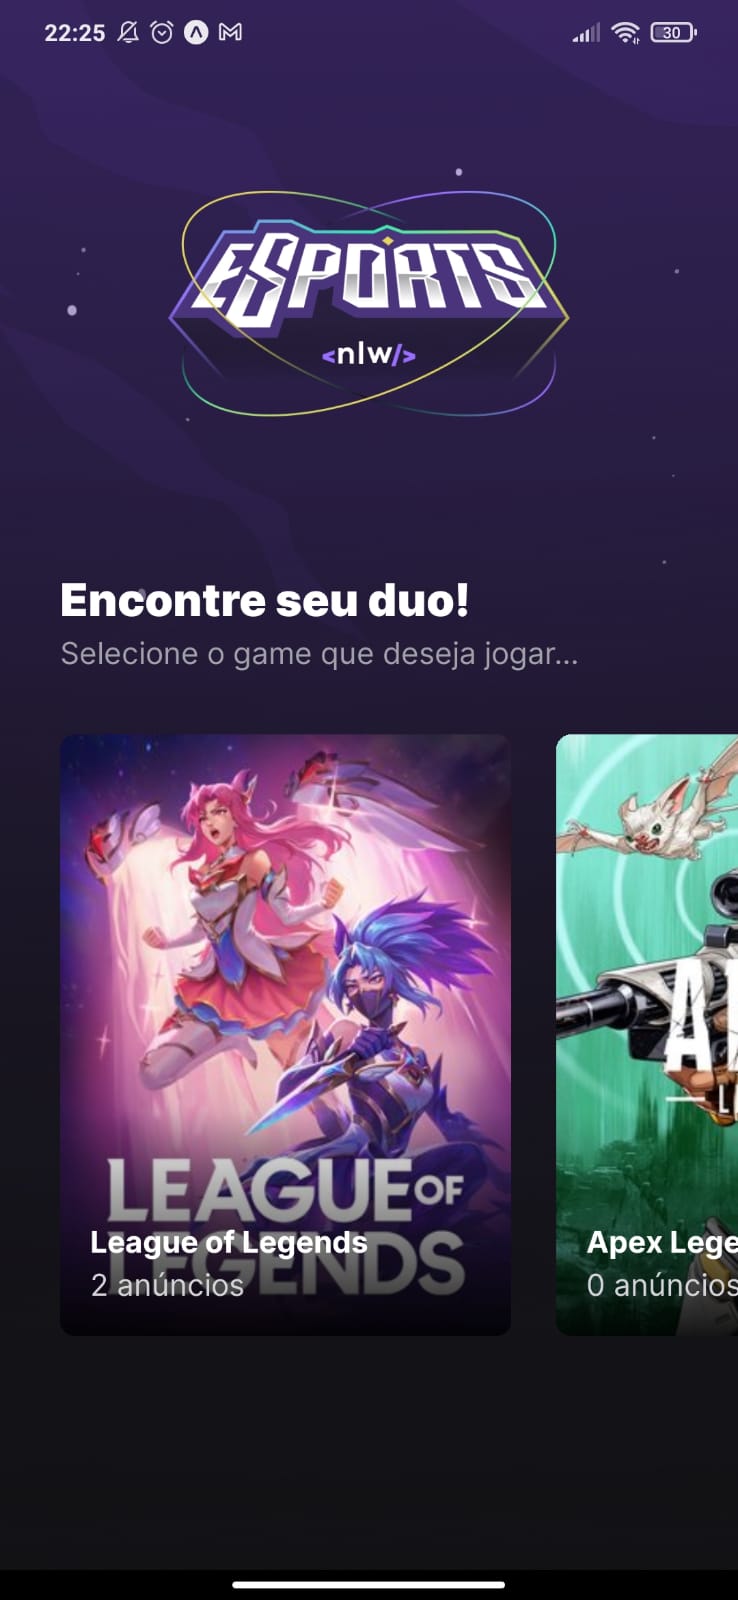 22:25
30
ESPORTS
<nlw/>
Encontre seu duo!
Selecione o game que deseja jogar...
LEAGUE OF
LEGENDS
League of Legends
2 anúncios
A
L
Apex Lege
0 anúncios